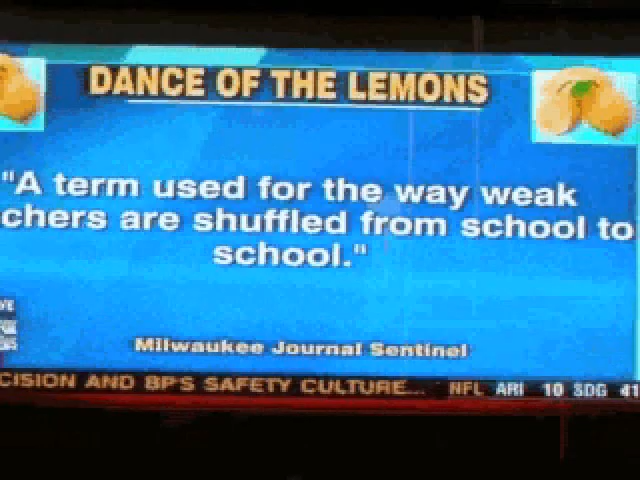 DANCE OF THE LEMONS
"A term used for the way weak
chers are shuffled from school to
school."
Milwaukee Journal Sentinel
CISION AND BP'S SAFETY CULTURE... NFL ARI 10 SDG 41